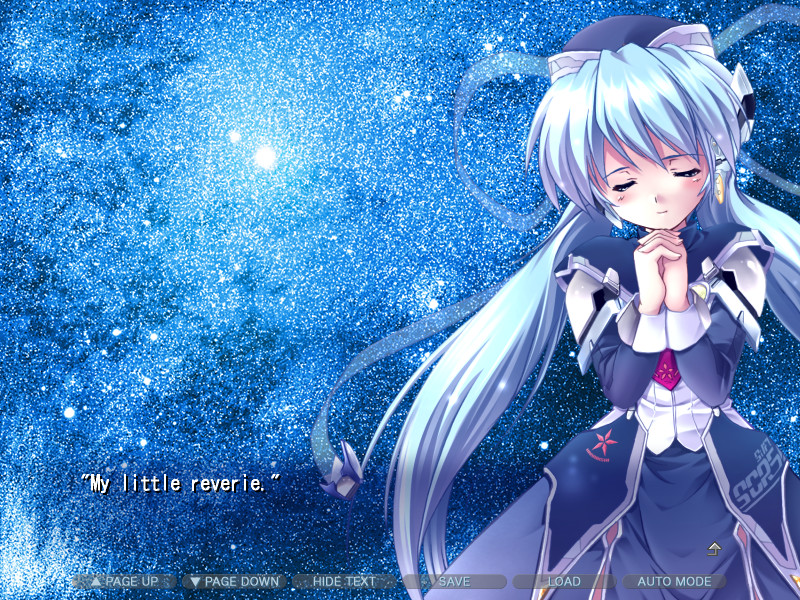 "My little reverie."
▲ PAGE UP
▼ PAGE DOWN
HIDE TEXT
SAVE
LOAD
AUTO MODE